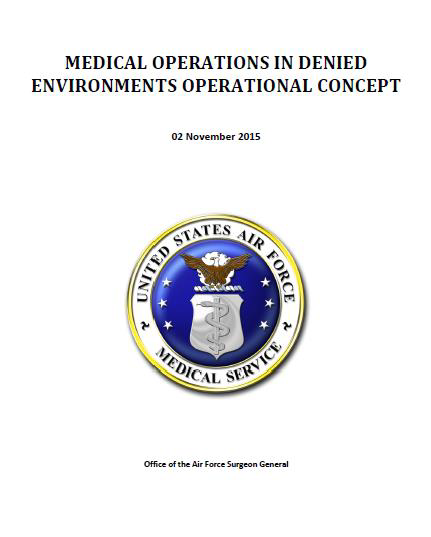 MEDICAL OPERATIONS IN DENIED
ENVIRONMENTS OPERATIONAL CONCEPT
02 November 2015
UNITED STATES AIR FORCE
MEDICAL SERVICE
Office of the Air Force Surgeon General